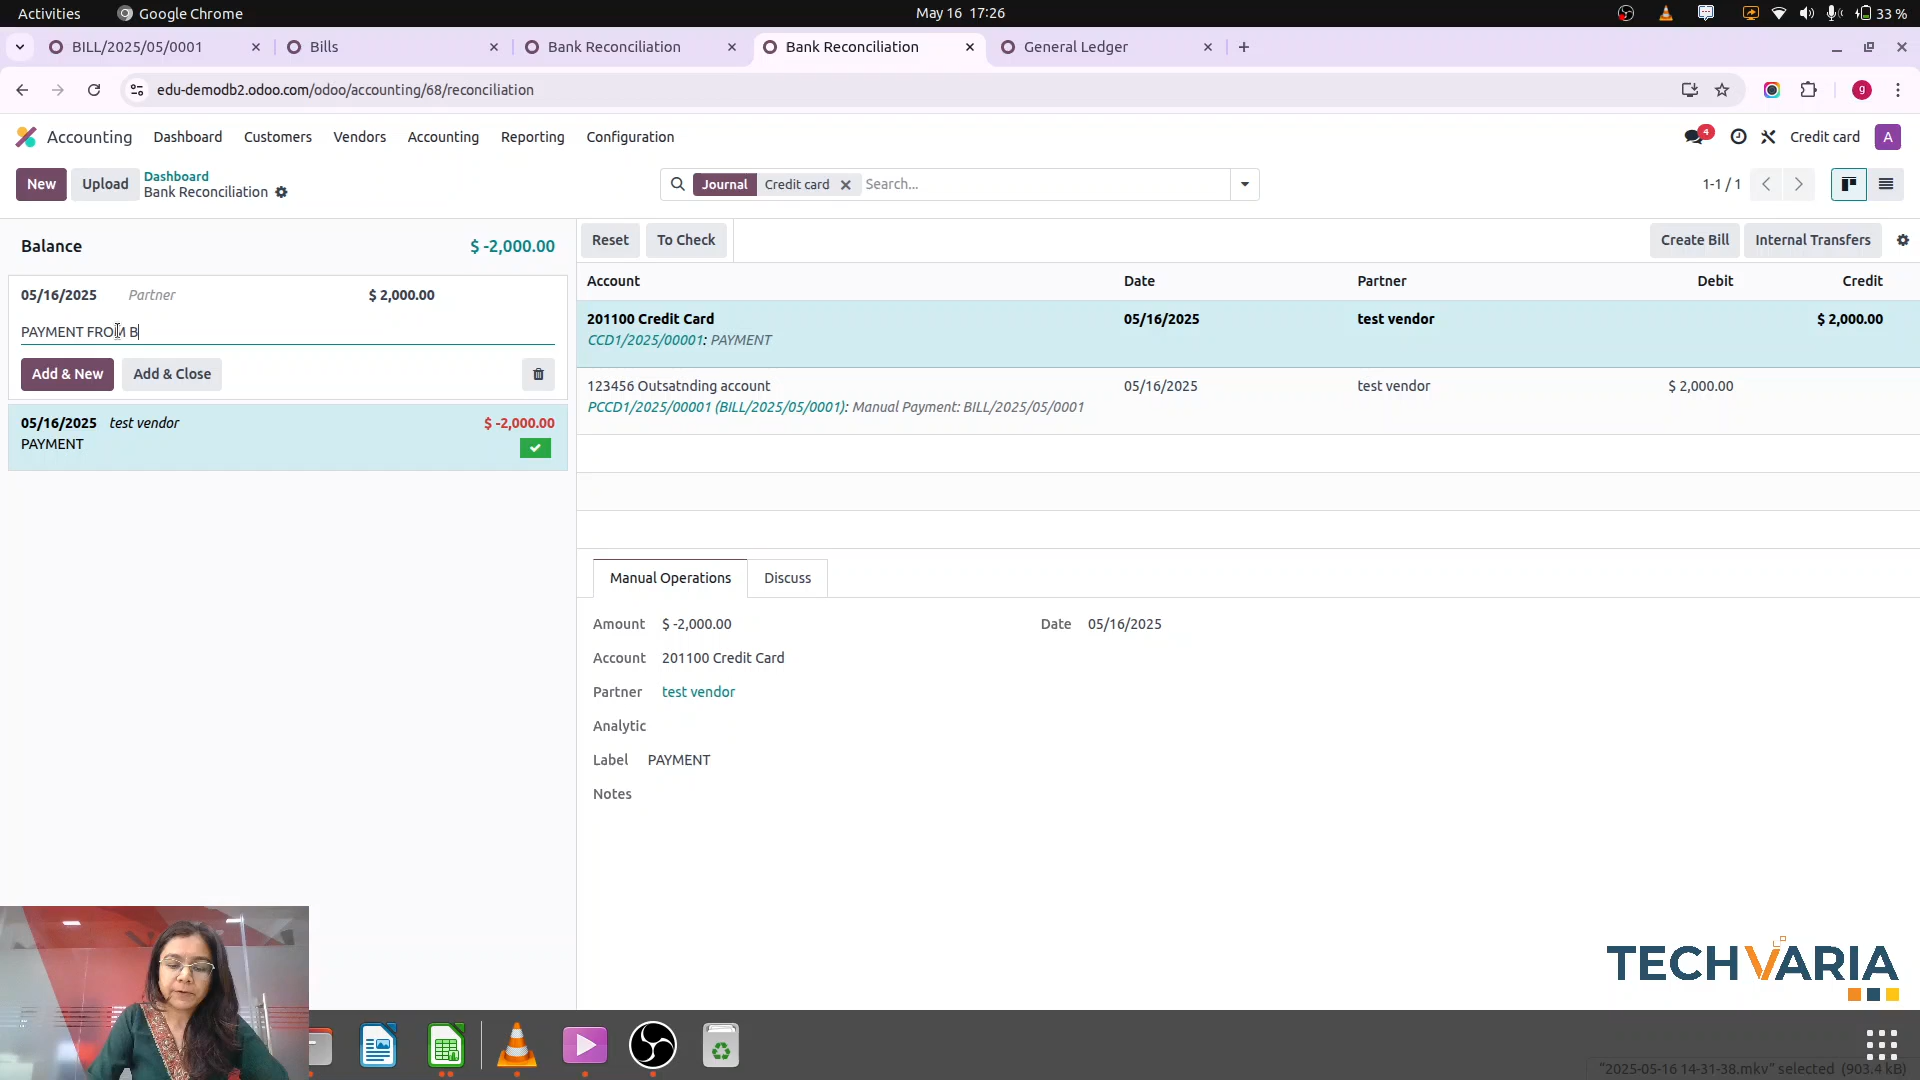 Activities
Google Chrome
May 16 17:26
33 %
BILL/2025/05/0001
Bills
Bank Reconciliation
Bank Reconciliation
General Ledger
edu-demodb2.odoo.com/odoo/accounting/68/reconciliation
g
Accounting
Dashboard
Customers
Vendors
Accounting
Reporting
Configuration
4
Credit card
A
New
Upload
Dashboard
Bank Reconciliation
Journal
Credit card
Search...
1-1 / 1
Balance
$ -2,000.00
Reset
To Check
Create Bill
Internal Transfers
05/16/2025
Partner
$ 2,000.00
PAYMENT FROM B
Add & New
Add & Close
05/16/2025
test vendor
$ -2,000.00
PAYMENT
Account
Date
Partner
Debit
Credit
201100 Credit Card
05/16/2025
test vendor
$ 2,000.00
CCD1/2025/00001: PAYMENT
123456 Outsatnding account
05/16/2025
test vendor
$ 2,000.00
PCCD1/2025/00001 (BILL/2025/05/0001): Manual Payment: BILL/2025/05/0001
Manual Operations
Discuss
Amount
$ -2,000.00
Date
05/16/2025
Account
201100 Credit Card
Partner
test vendor
Analytic
Label
PAYMENT
Notes
TECHVARIA
"2025-05-16 14-31-38.mkv" selected (903.4 kB)